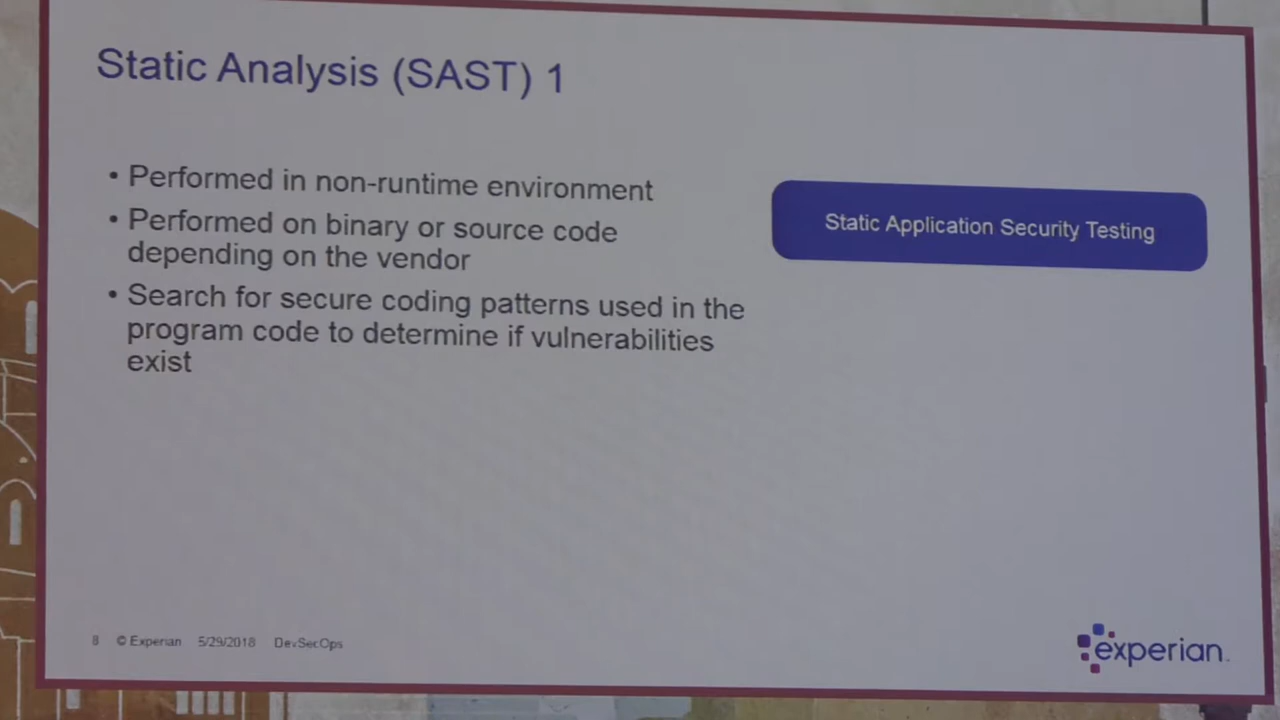 Static Analysis (SAST) 1
• Performed in non-runtime environment
• Performed on binary or source code
depending on the vendor
• Search for secure coding patterns used in the
program code to determine if vulnerabilities
exist
Static Application Security Testing
8 © Experian 5/29/2018 DevSecOps
experian™